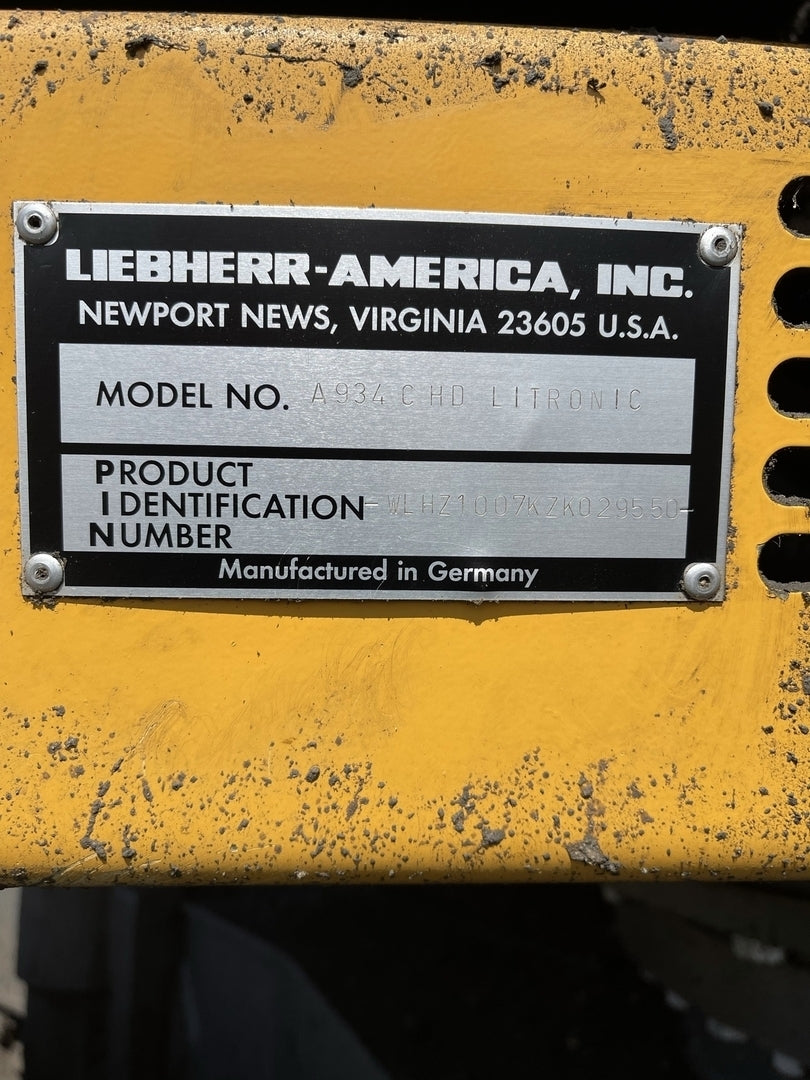 LIEBHERR-AMERICA, INC.
NEWPORT NEWS, VIRGINIA 23605 U.S.A.
MODEL NO. A934 C HD LITRONIC
PRODUCT
IDENTIFICATION -WLHZ1007KZK029550-
NUMBER
Manufactured in Germany